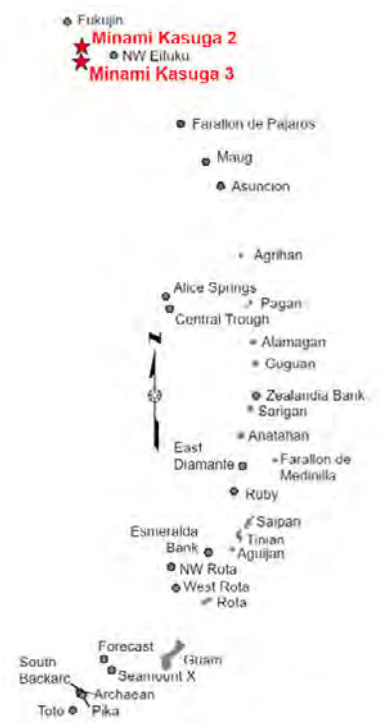 Fukujin
Minami Kasuga 2
NW Eifuku
Minami Kasuga 3
Farallon de Pajaros
Maug
Asuncion
Agrihan
Alice Springs
Pagan
Central Trough
Alamagan
Guguan
Zealandia Bank
Sarigan
Anatahan
East
Diamante
Farallon de
Medinilla
Ruby
Saipan
Tinian
Esmeralda
Bank
Aguijan
NW Rota
West Rota
Rota
Forecast
Guam
Seamount X
South
Backarc
Archaean
Pika
Toto
N